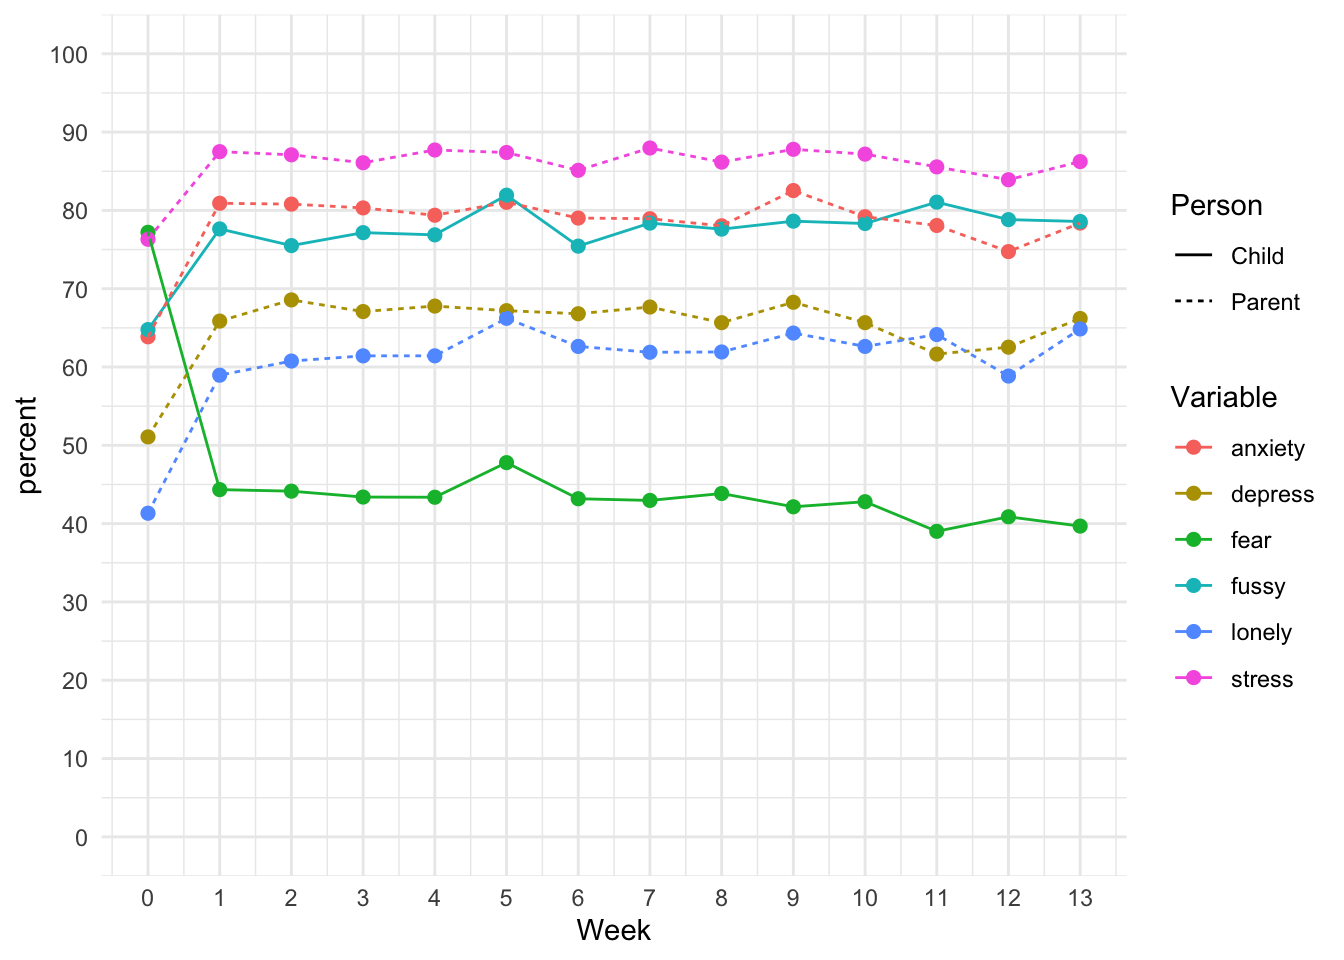 100
90
80
70
60
50
40
30
20
10
0
percent
0 1 2 3 4 5 6 7 8 9 10 11 12 13
Week
Person
Child
Parent
Variable
anxiety
depress
fear
fussy
lonely
stress